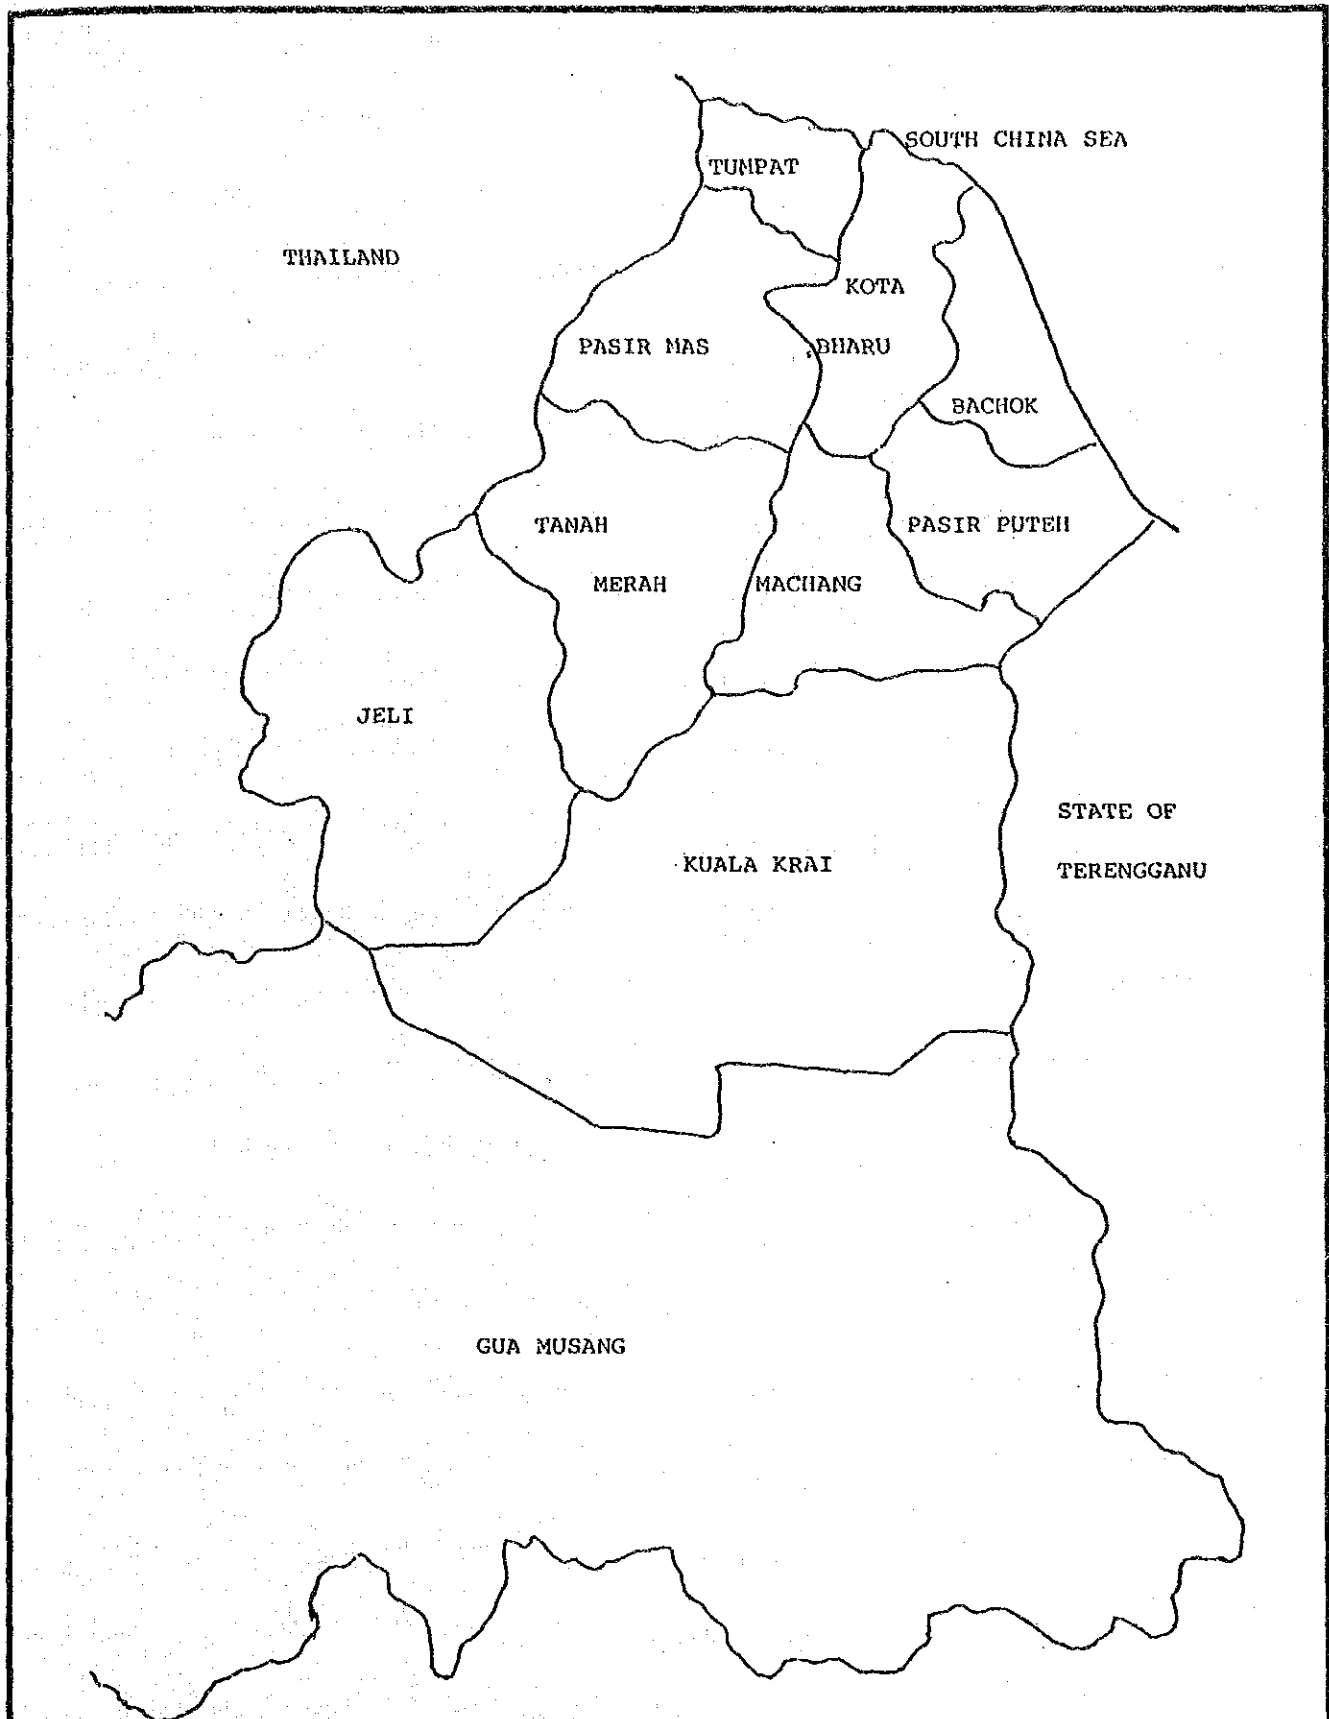 SOUTH CHINA SEA
TUMPAT
THAILAND
KOTA
PASIR MAS
BHARU
BACHOK
TANAH
PASIR PUTEH
MERAH
MACHANG
JELI
STATE OF
KUALA KRAI
TERENGGANU
GUA MUSANG